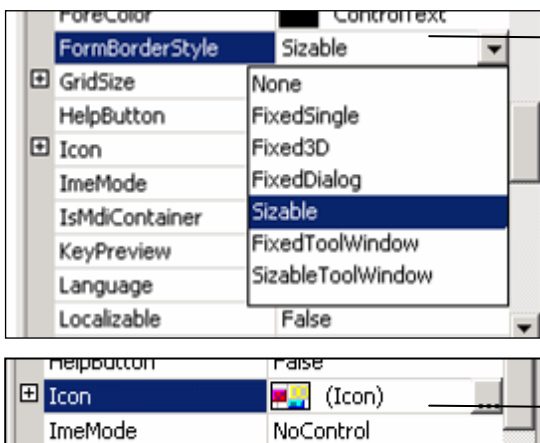 ForeColor ControlText
FormBorderStyle Sizable
GridSize None
HelpButton FixedSingle
Icon Fixed3D
ImeMode FixedDialog
IsMdiContainer Sizable
KeyPreview FixedToolWindow
Language SizableToolWindow
Localizable False
HelpButton False
Icon (Icon) ...
ImeMode NoControl